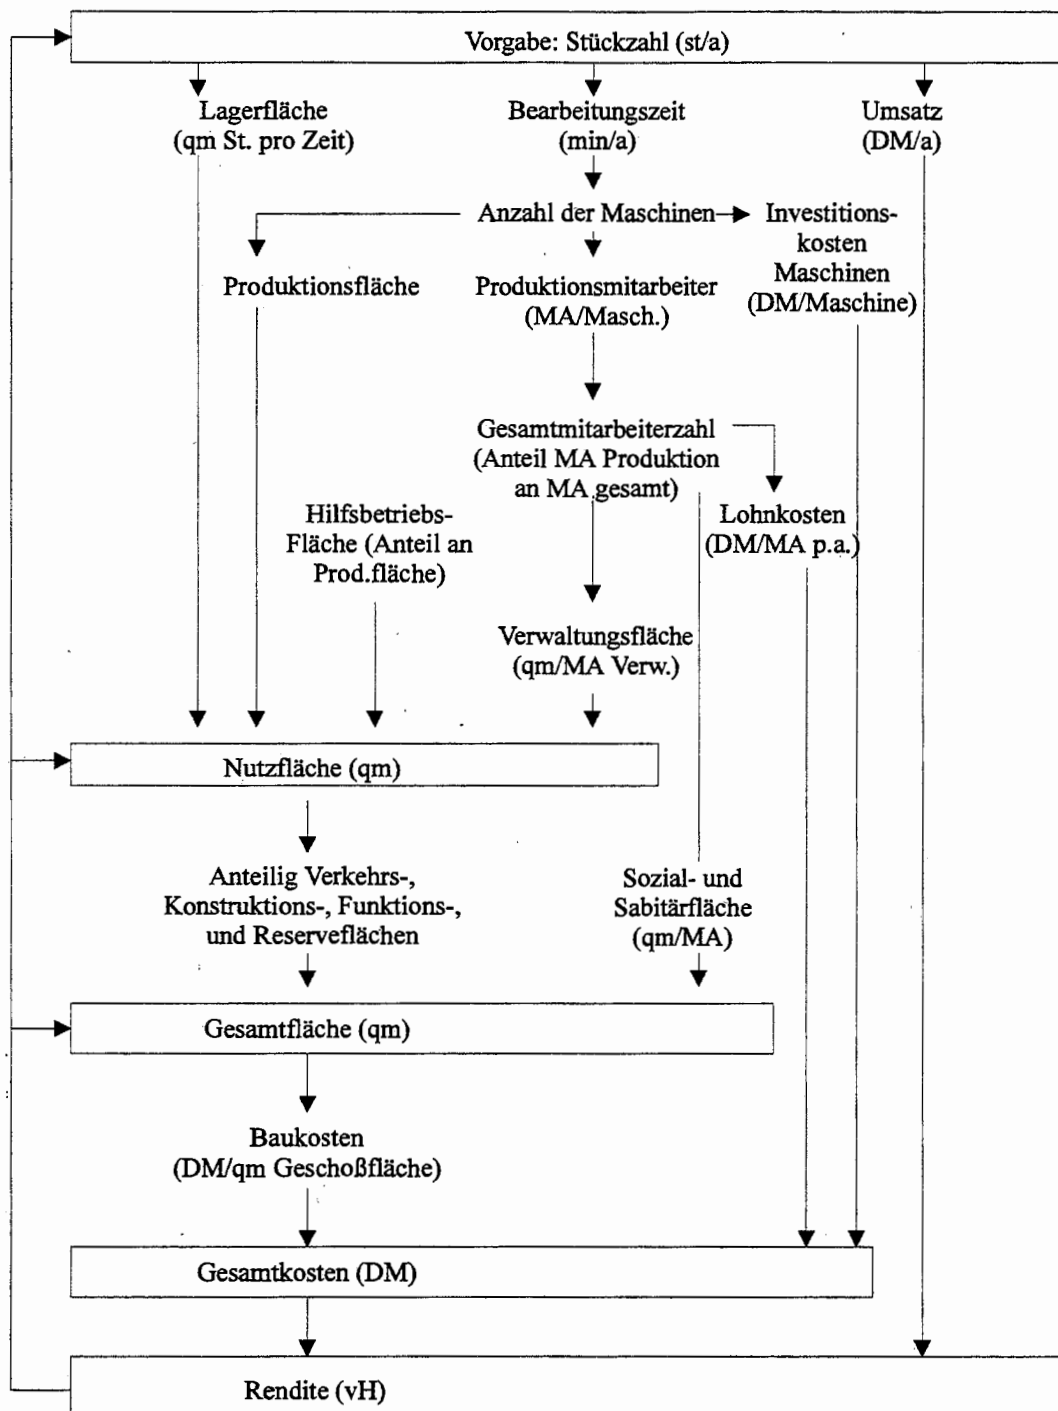 Vorgabe: Stückzahl (st/a)
Lagerfläche
(qm St. pro Zeit)
Bearbeitungszeit
(min/a)
Umsatz
(DM/a)
Anzahl der Maschinen
Investitions-
kosten
Maschinen
(DM/Maschine)
Produktionsfläche
Produktionsmitarbeiter
(MA/Masch.)
Gesamtmitarbeiterzahl
(Anteil MA Produktion
an MA gesamt)
Lohnkosten
(DM/MA p.a.)
Hilfsbetriebs-
Fläche (Anteil an
Prod.fläche)
Verwaltungsfläche
(qm/MA Verw.)
Nutzfläche (qm)
Anteilig Verkehrs-,
Konstruktions-, Funktions-,
und Reserveflächen
Sozial- und
Sabitärfläche
(qm/MA)
Gesamtfläche (qm)
Baukosten
(DM/qm Geschoßfläche)
Gesamtkosten (DM)
Rendite (vH)